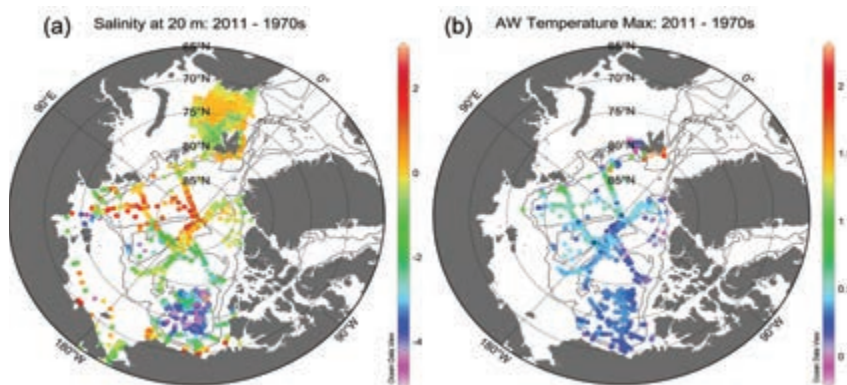 (a) Salinity at 20 m: 2011 - 1970s
65°N
0°
70°N
90°E
75°N
80°N
85°N
180°W
90°W
2
0
-2
-4
Ocean Data View
(b) AW Temperature Max: 2011 - 1970s
65°N
0°
70°N
90°E
75°N
80°N
85°N
180°W
90°W
2
1
0
Ocean Data View